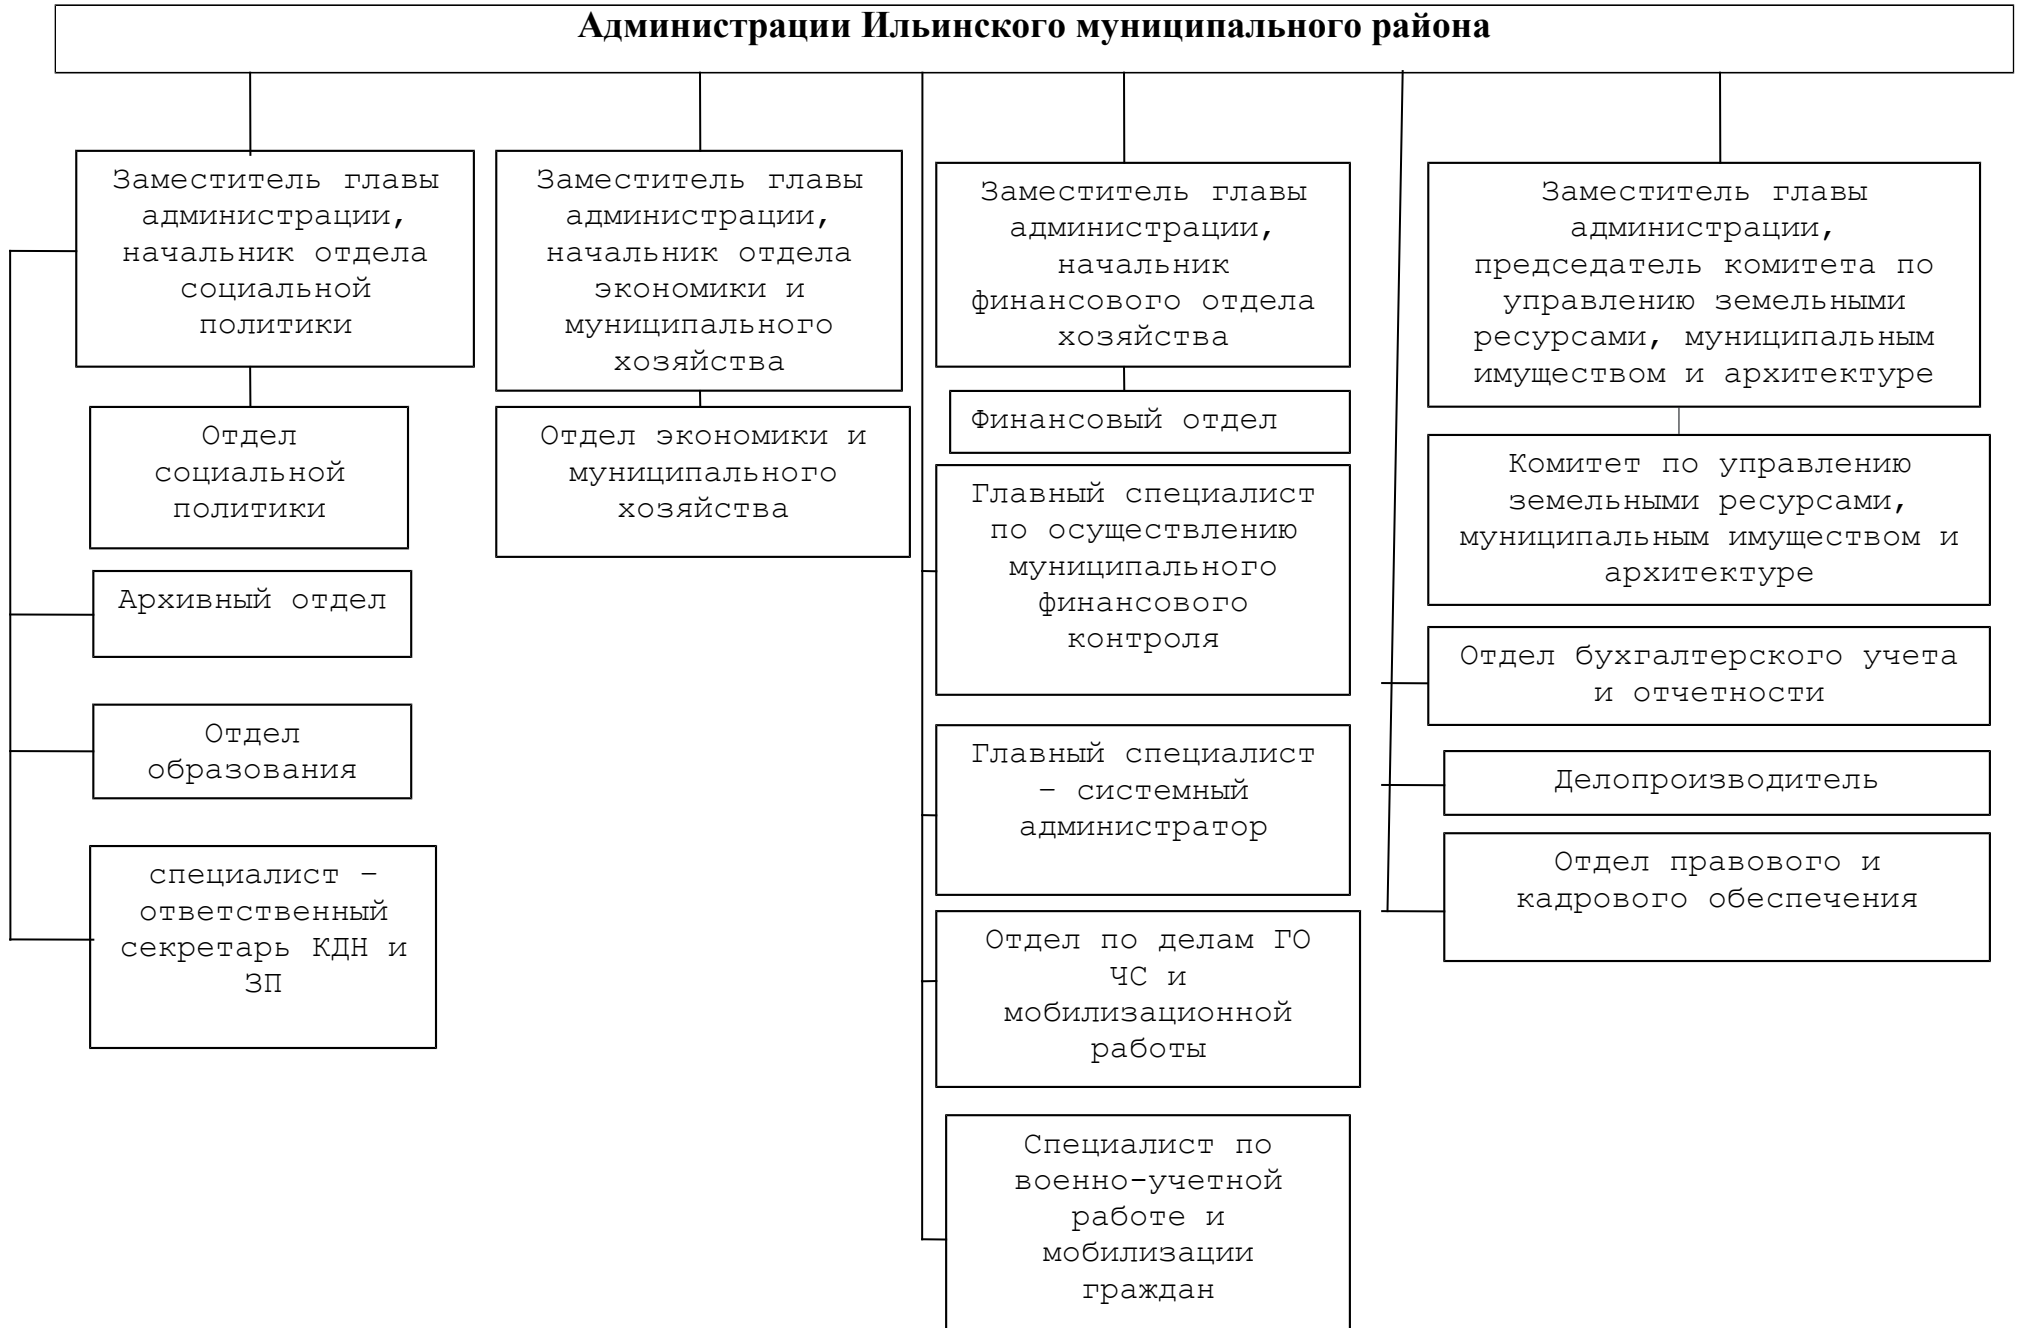 Администрации Ильинского муниципального района
Заместитель главы
администрации,
начальник отдела
социальной
политики
Отдел
социальной
политики
Архивный отдел
Отдел
образования
специалист –
ответственный
секретарь КДН и
ЗП
Заместитель главы
администрации,
начальник отдела
экономики и
муниципального
хозяйства
Отдел экономики и
муниципального
хозяйства
Заместитель главы
администрации,
начальник
финансового отдела
хозяйства
Финансовый отдел
Главный специалист
по осуществлению
муниципального
финансового
контроля
Главный специалист
– системный
администратор
Отдел по делам ГО
ЧС и
мобилизационной
работы
Специалист по
военно-учетной
работе и
мобилизации
граждан
Заместитель главы
администрации,
председатель комитета по
управлению земельными
ресурсами, муниципальным
имуществом и архитектуре
Комитет по управлению
земельными ресурсами,
муниципальным имуществом и
архитектуре
Отдел бухгалтерского учета
и отчетности
Делопроизводитель
Отдел правового и
кадрового обеспечения